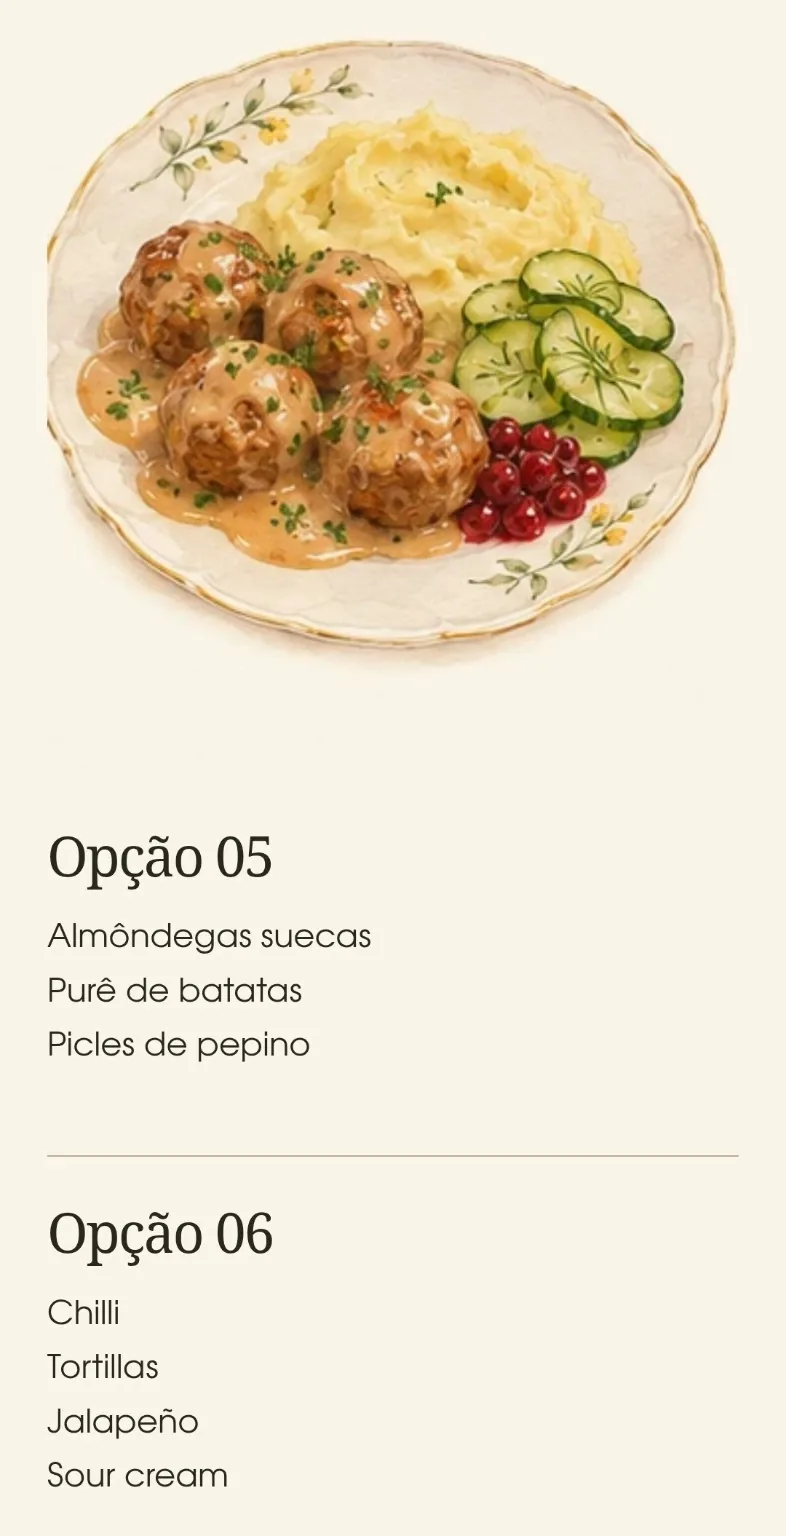 Opção 05
Almôndegas suecas
Purê de batatas
Picles de pepino
Opção 06
Chilli
Tortillas
Jalapeño
Sour cream